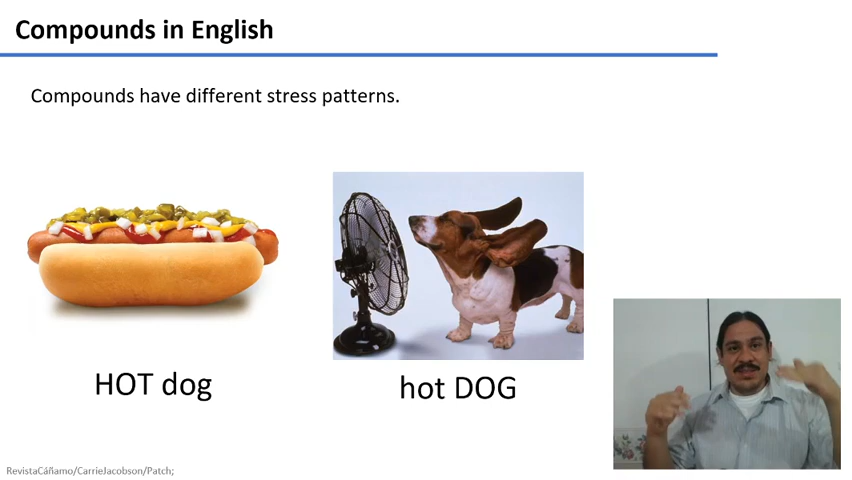 Compounds in English
Compounds have different stress patterns.
HOT dog
hot DOG
RevistaCáñamo/CarrieJacobson/Patch;